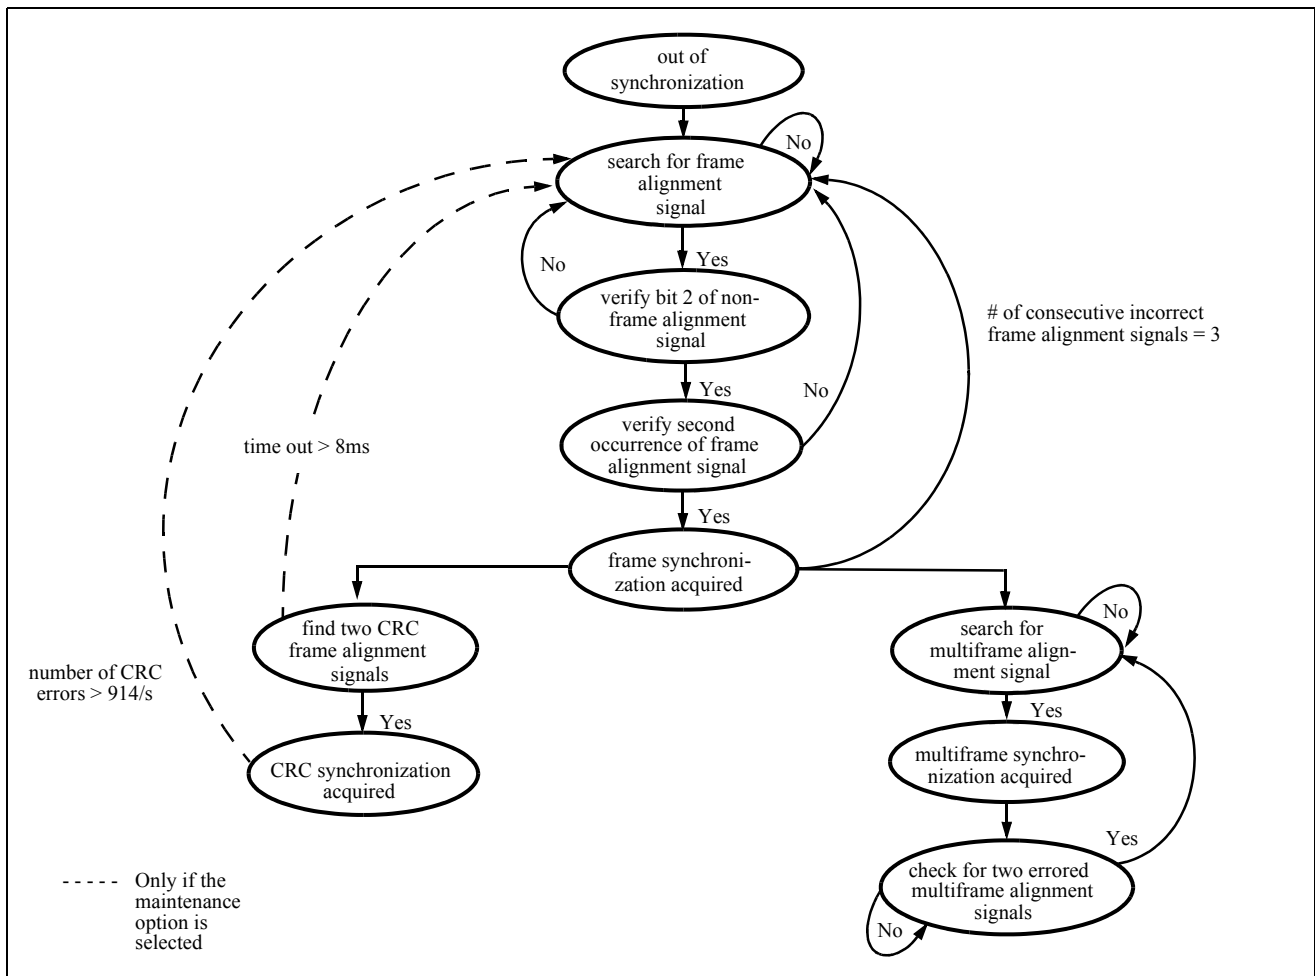 out of
synchronization
No
search for frame
alignment
signal
Yes
No
verify bit 2 of non-
frame alignment
signal
# of consecutive incorrect
frame alignment signals = 3
Yes
No
verify second
occurrence of frame
alignment signal
time out > 8ms
Yes
frame synchroni-
zation acquired
find two CRC
frame alignment
signals
No
search for
multiframe align-
ment signal
number of CRC
errors > 914/s
Yes
Yes
CRC synchronization
acquired
multiframe synchro-
nization acquired
Yes
check for two errored
multiframe alignment
signals
No
- - - - - Only if the
maintenance
option is
selected